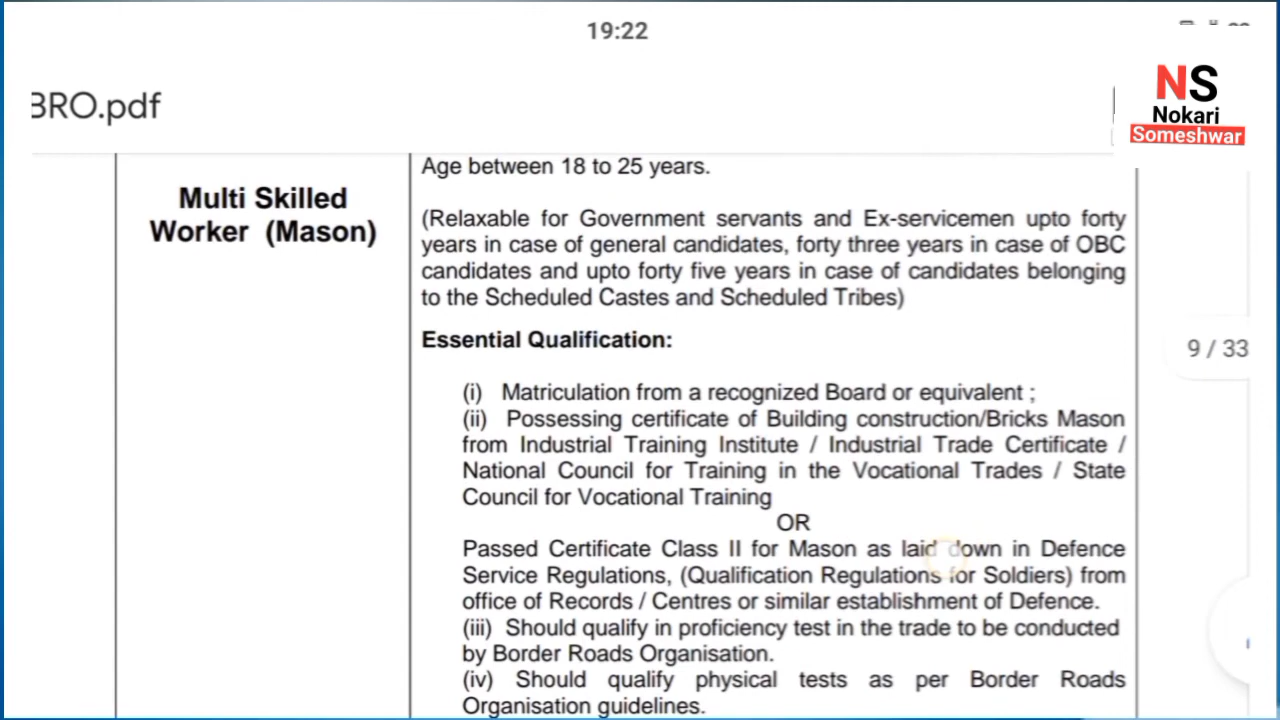 19:22
BRO.pdf
NS
Nokari
Someshwar
Age between 18 to 25 years.
Multi Skilled
Worker (Mason)
(Relaxable for Government servants and Ex-servicemen upto forty
years in case of general candidates, forty three years in case of OBC
candidates and upto forty five years in case of candidates belonging
to the Scheduled Castes and Scheduled Tribes)
Essential Qualification:
9 / 33
(i) Matriculation from a recognized Board or equivalent ;
(ii) Possessing certificate of Building construction/Bricks Mason
from Industrial Training Institute / Industrial Trade Certificate /
National Council for Training in the Vocational Trades / State
Council for Vocational Training
OR
Passed Certificate Class II for Mason as laid down in Defence
Service Regulations, (Qualification Regulations for Soldiers) from
office of Records / Centres or similar establishment of Defence.
(iii) Should qualify in proficiency test in the trade to be conducted
by Border Roads Organisation.
(iv) Should qualify physical tests as per Border Roads
Organisation guidelines.